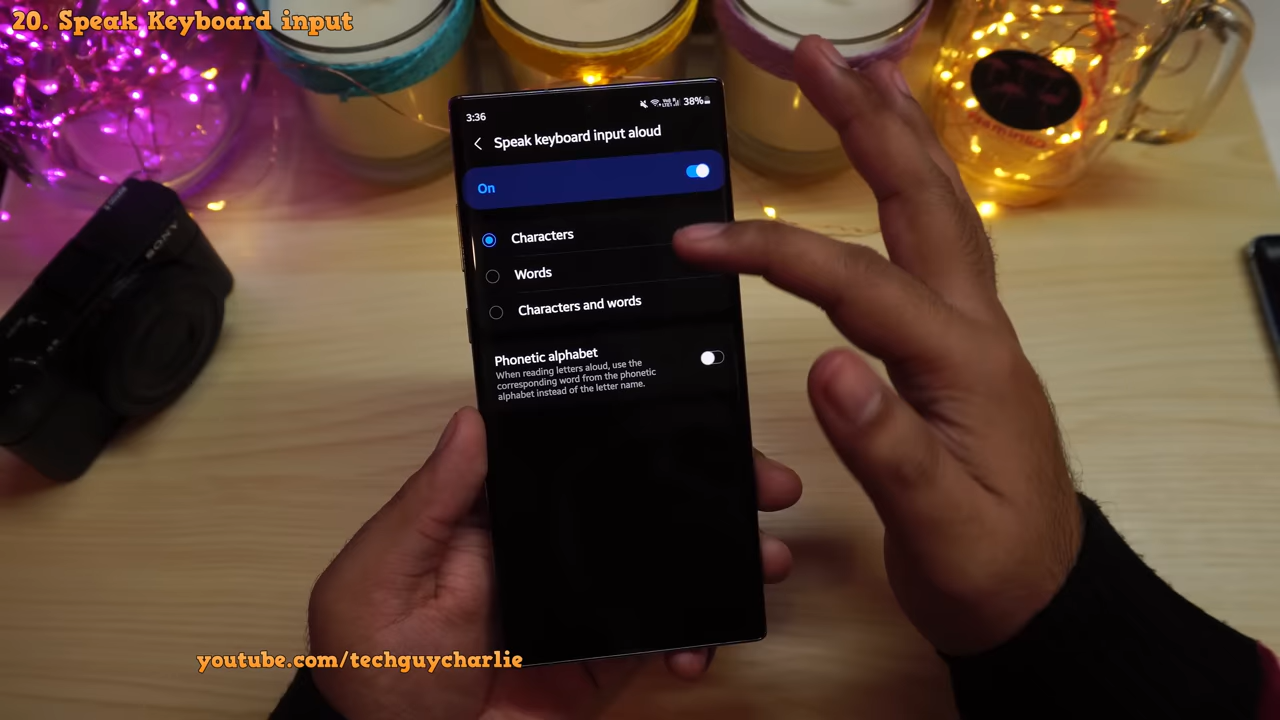 20. Speak Keyboard input
3:36
38%
Speak keyboard input aloud
On
Characters
Words
Characters and words
Phonetic alphabet
When reading letters aloud, use the
corresponding word from the phonetic
alphabet instead of the letter name.
SONY
youtube.com/techguycharlie